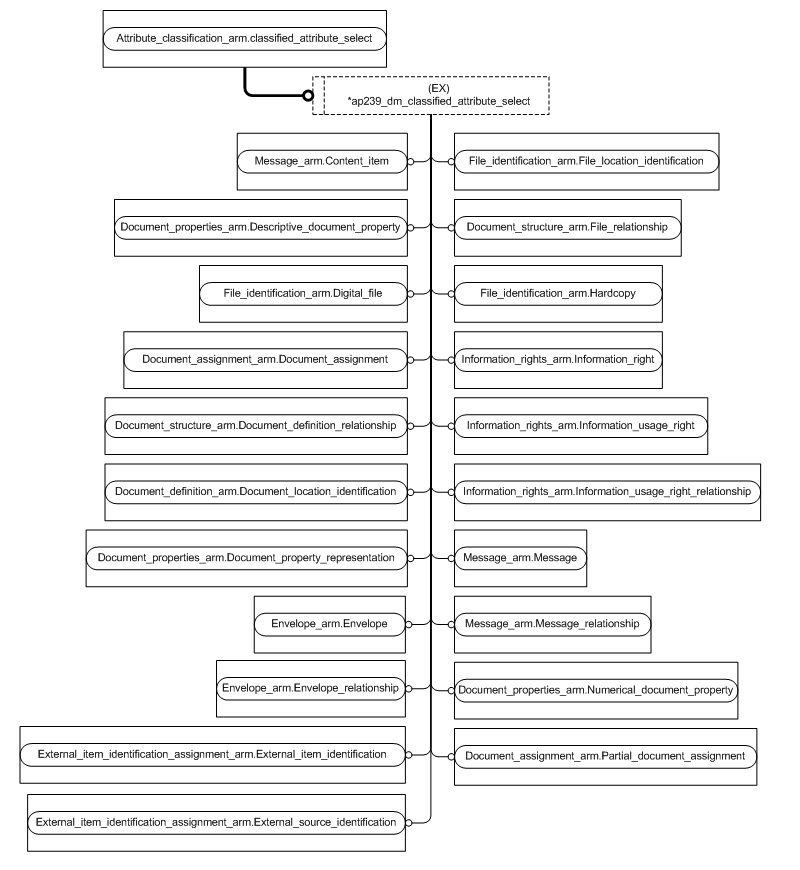 Attribute_classification_arm.classified_attribute_select
(EX)
*ap239_dm_classified_attribute_select
Message_arm.Content_item
File_identification_arm.File_location_identification
Document_properties_arm.Descriptive_document_property
Document_structure_arm.File_relationship
File_identification_arm.Digital_file
File_identification_arm.Hardcopy
Document_assignment_arm.Document_assignment
Information_rights_arm.Information_right
Document_structure_arm.Document_definition_relationship
Information_rights_arm.Information_usage_right
Document_definition_arm.Document_location_identification
Information_rights_arm.Information_usage_right_relationship
Document_properties_arm.Document_property_representation
Message_arm.Message
Envelope_arm.Envelope
Message_arm.Message_relationship
Envelope_arm.Envelope_relationship
Document_properties_arm.Numerical_document_property
External_item_identification_assignment_arm.External_item_identification
Document_assignment_arm.Partial_document_assignment
External_item_identification_assignment_arm.External_source_identification